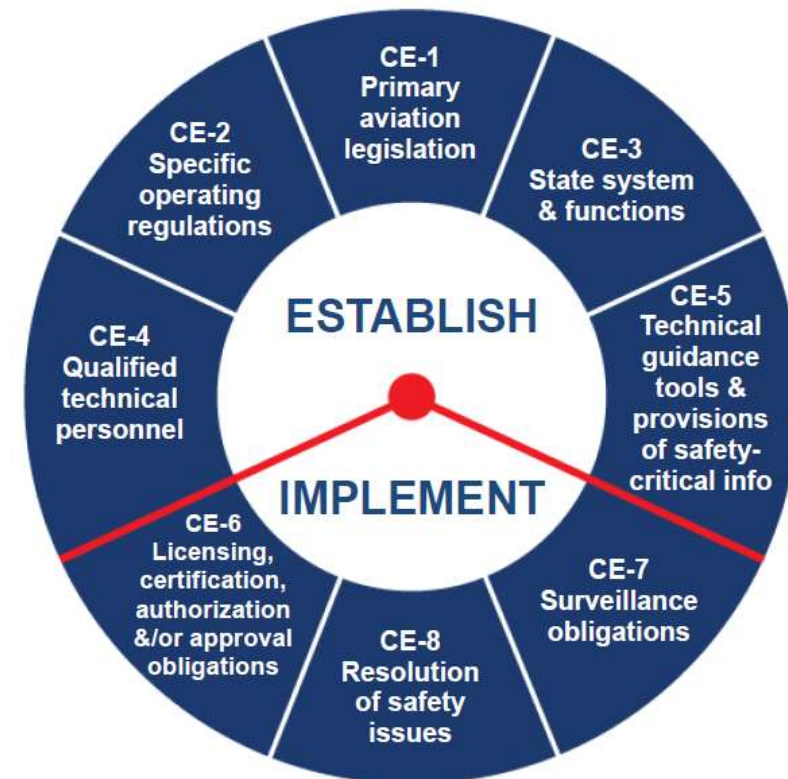 CE-1
Primary
aviation
legislation
CE-2
Specific
operating
regulations
CE-3
State system
& functions
CE-4
Qualified
technical
personnel
ESTABLISH
CE-5
Technical
guidance
tools &
provisions
of safety-
critical info
IMPLEMENT
CE-6
Licensing,
certification,
authorization
&/or approval
obligations
CE-8
Resolution
of safety
issues
CE-7
Surveillance
obligations